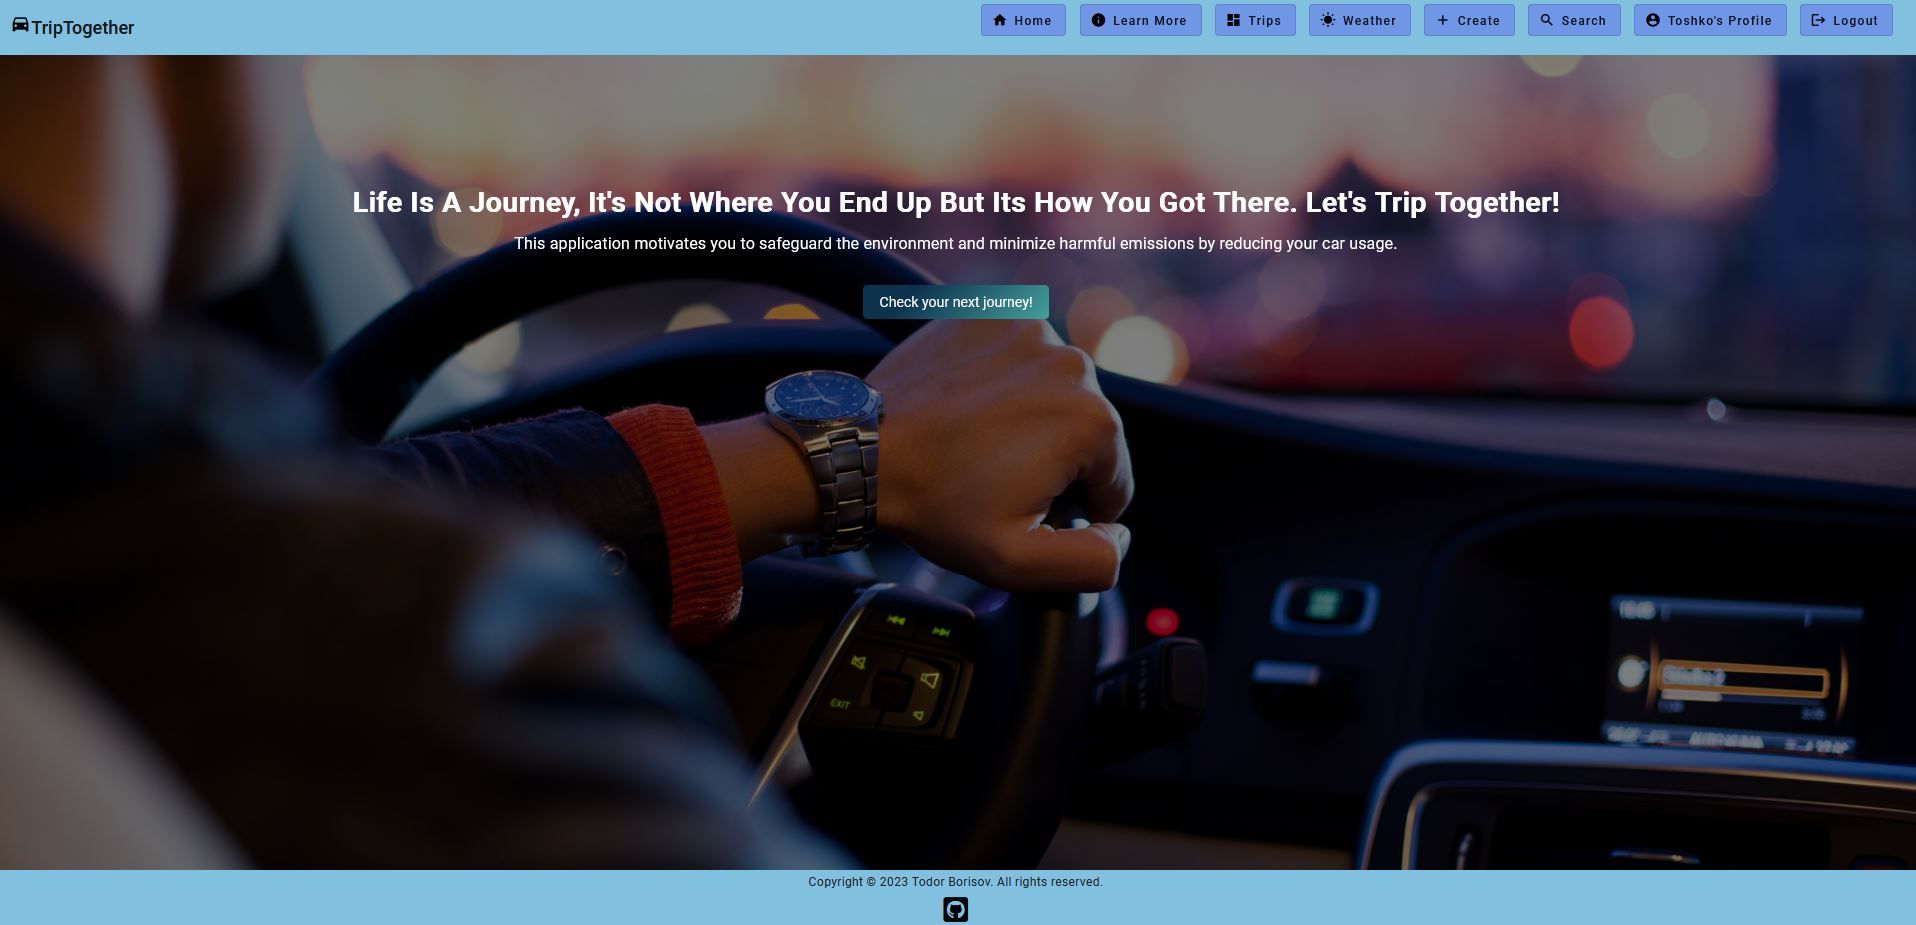 TripTogether
Home Learn More Trips Weather Create Search Toshko's Profile Logout
Life Is A Journey, It's Not Where You End Up But Its How You Got There. Let's Trip Together!
This application motivates you to safeguard the environment and minimize harmful emissions by reducing your car usage.
Check your next journey!
EXIT
Copyright © 2023 Todor Borisov. All rights reserved.